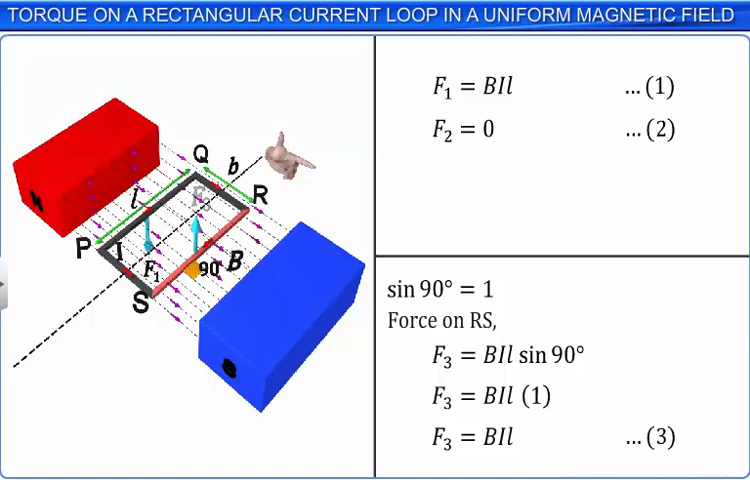 TORQUE ON A RECTANGULAR CURRENT LOOP IN A UNIFORM MAGNETIC FIELD
F₁ = BIl ...(1)
F₂ = 0 ...(2)
N
Q
b
R
l
F₃
P
I
F₁
90°
B
S
S
sin 90° = 1
Force on RS,
F₃ = BIl sin 90°
F₃ = BIl (1)
F₃ = BIl ...(3)